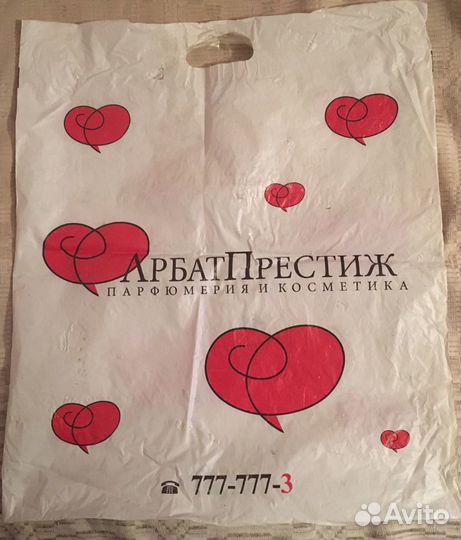 АрбатПрестиж
ПАРФЮМЕРИЯ И КОСМЕТИКА
☎ 777-777-3
Avito